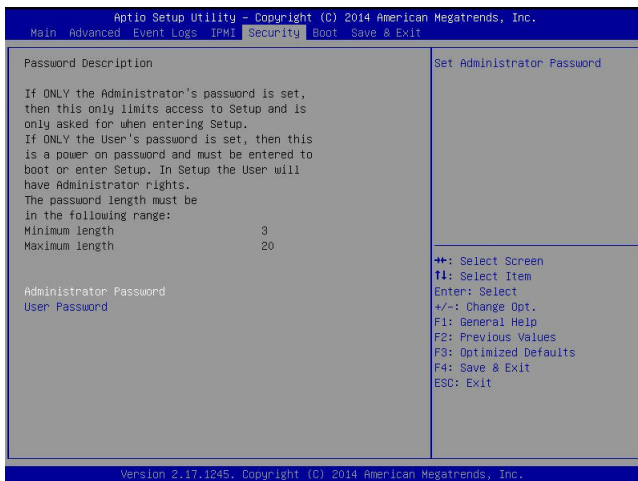 Aptio Setup Utility – Copyright (C) 2014 American Megatrends, Inc.
Main Advanced Event Logs IPMI Security Boot Save & Exit
Password Description
If ONLY the Administrator's password is set,
then this only limits access to Setup and is
only asked for when entering Setup.
If ONLY the User's password is set, then this
is a power on password and must be entered to
boot or enter Setup. In Setup the User will
have Administrator rights.
The password length must be
in the following range:
Minimum length 3
Maximum length 20
Administrator Password
User Password
Set Administrator Password
→←: Select Screen
↑↓: Select Item
Enter: Select
+/-: Change Opt.
F1: General Help
F2: Previous Values
F3: Optimized Defaults
F4: Save & Exit
ESC: Exit
Version 2.17.1245. Copyright (C) 2014 American Megatrends, Inc.